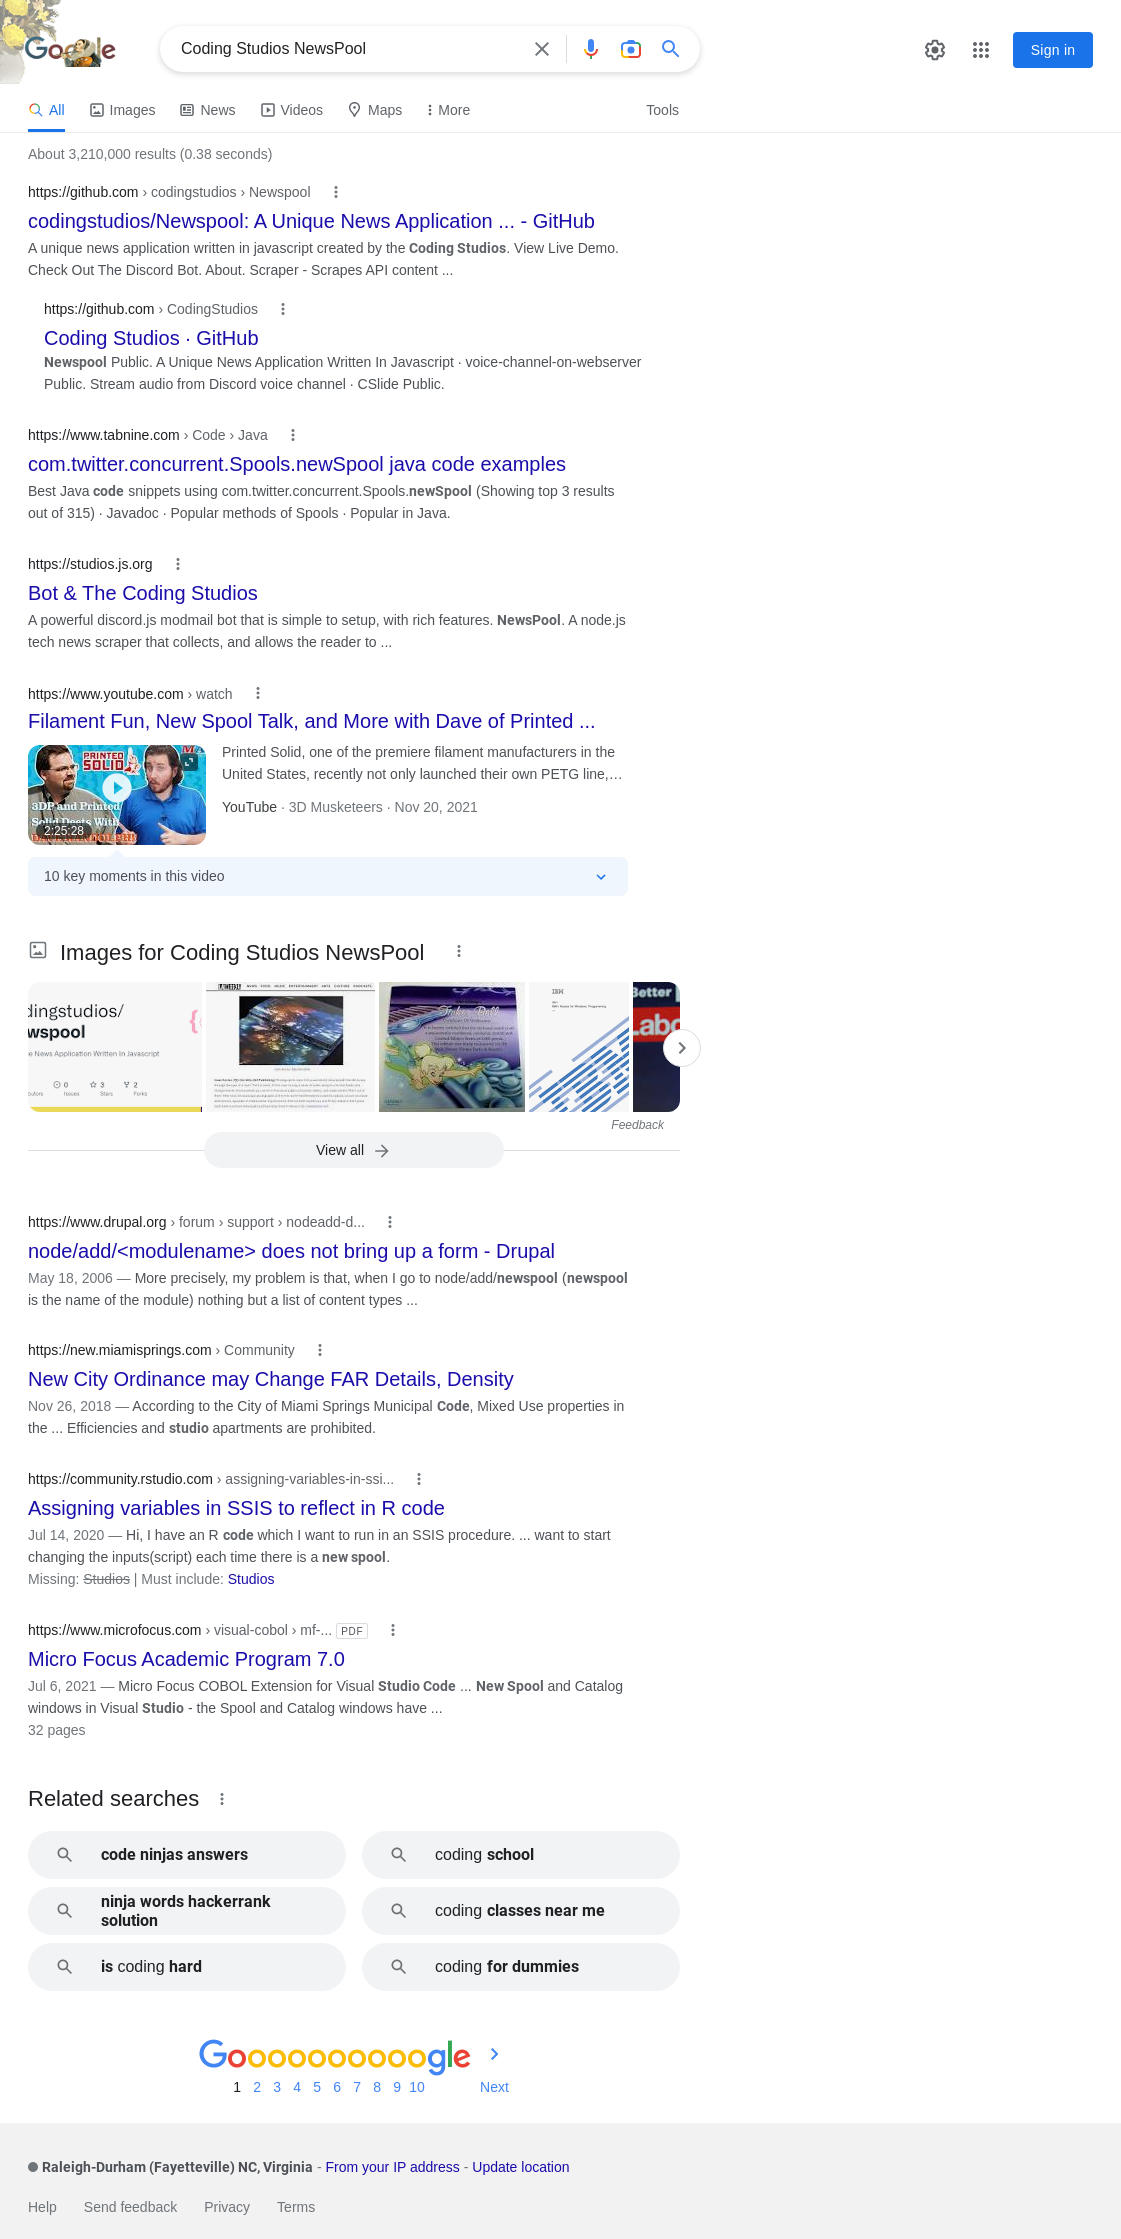 Google
Coding Studios NewsPool
Sign in
All
Images
News
Videos
Maps
More
Tools
About 3,210,000 results (0.38 seconds)
https://github.com › codingstudios › Newspool
codingstudios/Newspool: A Unique News Application ... - GitHub
A unique news application written in javascript created by the Coding Studios. View Live Demo.
Check Out The Discord Bot. About. Scraper - Scrapes API content ...
https://github.com › CodingStudios
Coding Studios · GitHub
Newspool Public. A Unique News Application Written In Javascript · voice-channel-on-webserver
Public. Stream audio from Discord voice channel · CSlide Public.
https://www.tabnine.com › Code › Java
com.twitter.concurrent.Spools.newSpool java code examples
Best Java code snippets using com.twitter.concurrent.Spools.newSpool (Showing top 3 results
out of 315) · Javadoc · Popular methods of Spools · Popular in Java.
https://studios.js.org
Bot & The Coding Studios
A powerful discord.js modmail bot that is simple to setup, with rich features. NewsPool. A node.js
tech news scraper that collects, and allows the reader to ...
https://www.youtube.com › watch
Filament Fun, New Spool Talk, and More with Dave of Printed ...
PRINTED
SOLID
3DP and Printed
Solid Deets With
2:25:28
Printed Solid, one of the premiere filament manufacturers in the
United States, recently not only launched their own PETG line,…
YouTube · 3D Musketeers · Nov 20, 2021
10 key moments in this video
Images for Coding Studios NewsPool
dingstudios/
wspool
e News Application Written In Javascript
0
3
2
utors
Issues
Stars
Forks
WEEKLY
NEWS FOOD MUSIC ENTERTAINMENT ARTS CULTURE PODCASTS
Tinker Bell
IBM
Better
Labo
Feedback
View all
https://www.drupal.org › forum › support › nodeadd-d...
node/add/<modulename> does not bring up a form - Drupal
May 18, 2006 — More precisely, my problem is that, when I go to node/add/newspool (newspool
is the name of the module) nothing but a list of content types ...
https://new.miamisprings.com › Community
New City Ordinance may Change FAR Details, Density
Nov 26, 2018 — According to the City of Miami Springs Municipal Code, Mixed Use properties in
the ... Efficiencies and studio apartments are prohibited.
https://community.rstudio.com › assigning-variables-in-ssi...
Assigning variables in SSIS to reflect in R code
Jul 14, 2020 — Hi, I have an R code which I want to run in an SSIS procedure. ... want to start
changing the inputs(script) each time there is a new spool.
Missing: Studios | Must include: Studios
https://www.microfocus.com › visual-cobol › mf-... PDF
Micro Focus Academic Program 7.0
Jul 6, 2021 — Micro Focus COBOL Extension for Visual Studio Code ... New Spool and Catalog
windows in Visual Studio - the Spool and Catalog windows have ...
32 pages
Related searches
code ninjas answers
coding school
ninja words hackerrank
solution
coding classes near me
is coding hard
coding for dummies
Goooooooooogle
1 2 3 4 5 6 7 8 9 10 Next
Raleigh-Durham (Fayetteville) NC, Virginia - From your IP address - Update location
Help
Send feedback
Privacy
Terms